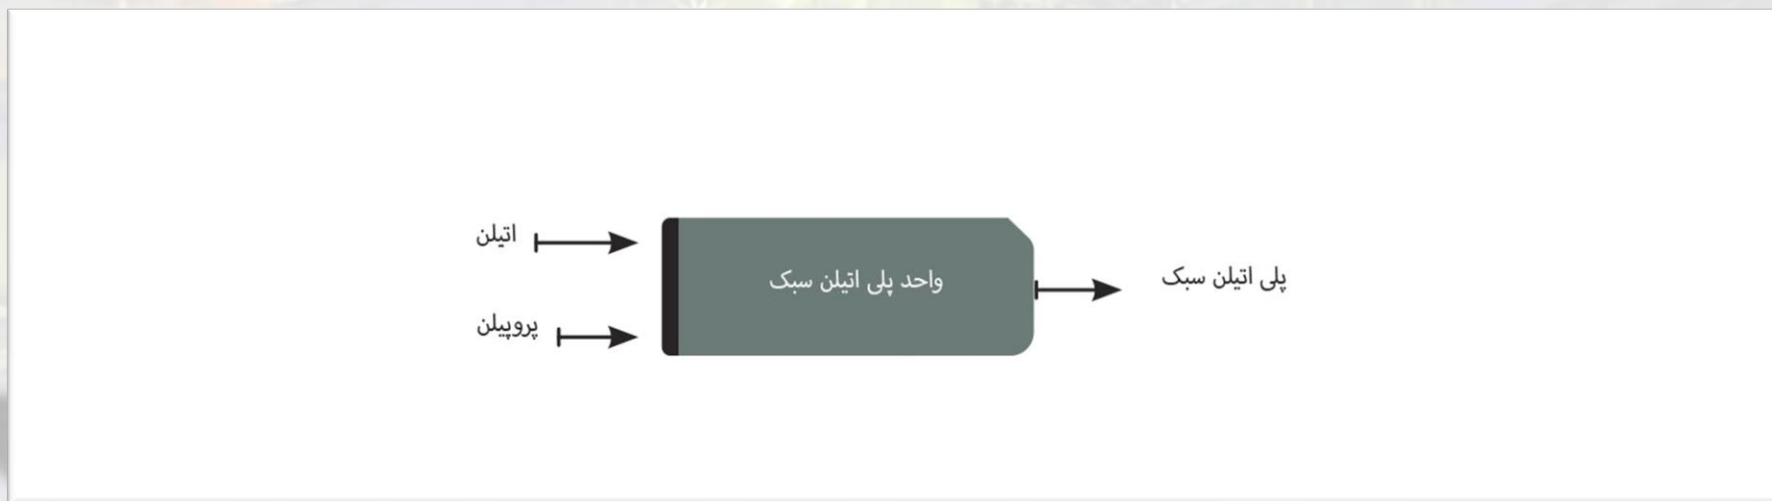 اتیلن
پروپیلن
واحد پلی اتیلن سبک
پلی اتیلن سبک